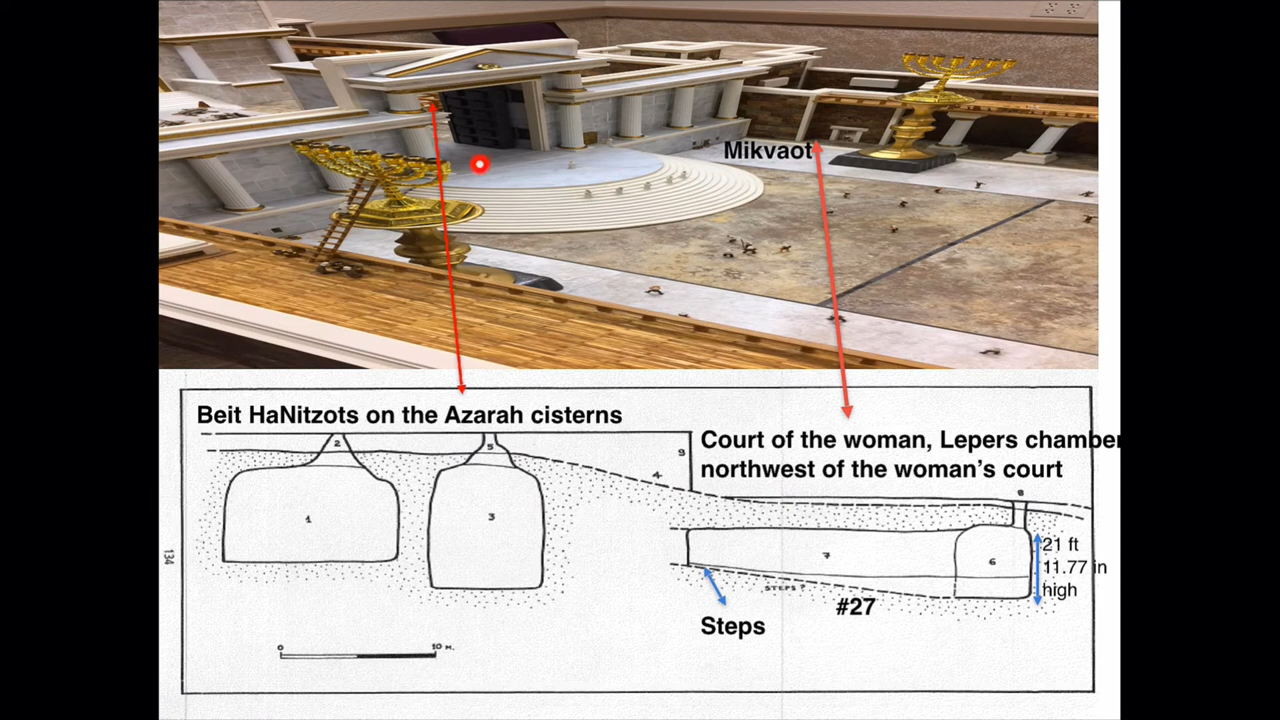 Mikvaot
Beit HaNitzots on the Azarah cisterns
Court of the woman, Lepers chamber
northwest of the woman's court
2
5
9
4
8
1
3
7
6
21 ft
11.77 in
high
STEPS ?
#27
Steps
134
0
10 M.